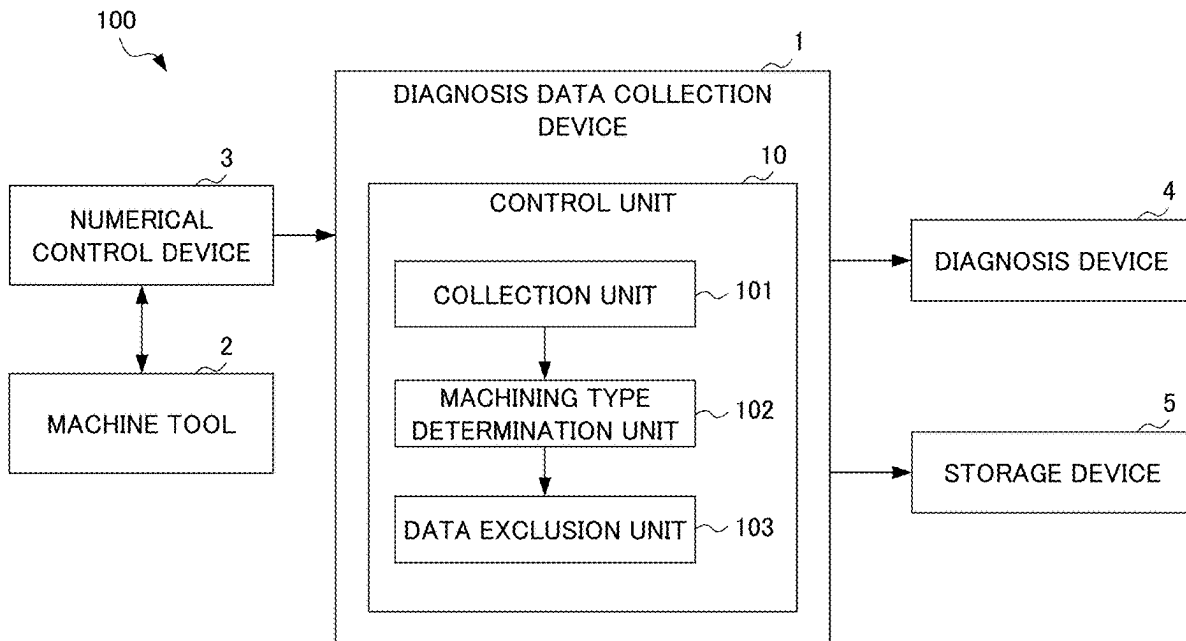 100
1
DIAGNOSIS DATA COLLECTION
DEVICE
3
NUMERICAL
CONTROL DEVICE
2
MACHINE TOOL
10
CONTROL UNIT
COLLECTION UNIT
101
MACHINING TYPE
DETERMINATION UNIT
102
DATA EXCLUSION UNIT
103
4
DIAGNOSIS DEVICE
5
STORAGE DEVICE